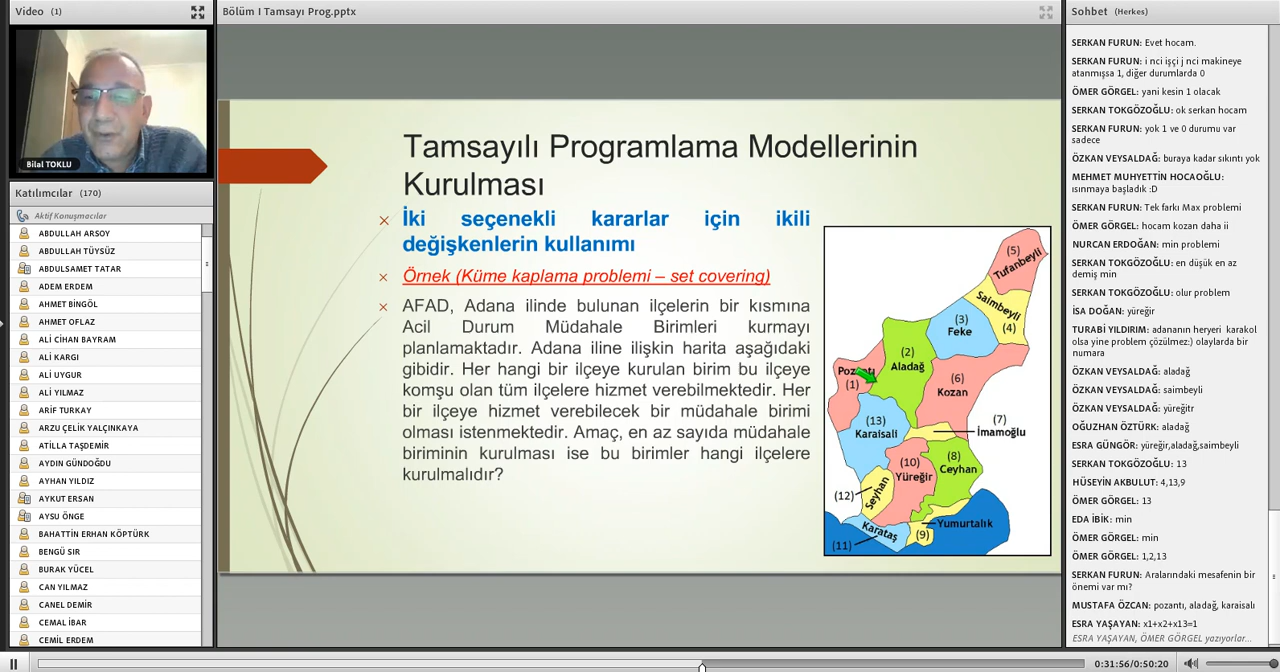 Video (1)
Bilal TOKLU
Katılımcılar (170)
Aktif Konuşmacılar
ABDULLAH ARSOY
ABDULLAH TÜYSÜZ
ABDULSAMET TATAR
ADEM ERDEM
AHMET BİNGÖL
AHMET OFLAZ
ALİ CİHAN BAYRAM
ALİ KARGI
ALİ UYGUR
ALİ YILMAZ
ARİF TURKAY
ARZU ÇELİK YALÇINKAYA
ATİLLA TAŞDEMİR
AYDIN GÜNDOĞDU
AYHAN YILDIZ
AYKUT ERSAN
AYSU ÖNGE
BAHATTİN ERHAN KÖPTÜRK
BENGÜ SIR
BURAK YÜCEL
CAN YILMAZ
CANEL DEMİR
CEMAL İBAR
CEMİL ERDEM
Bölüm I Tamsayı Prog.pptx
Tamsayılı Programlama Modellerinin
Kurulması
İki seçenekli kararlar için ikili
değişkenlerin kullanımı
Örnek (Küme kaplama problemi – set covering)
AFAD, Adana ilinde bulunan ilçelerin bir kısmına
Acil Durum Müdahale Birimleri kurmayı
planlamaktadır. Adana iline ilişkin harita aşağıdaki
gibidir. Her hangi bir ilçeye kurulan birim bu ilçeye
komşu olan tüm ilçelere hizmet verebilmektedir. Her
bir ilçeye hizmet verebilecek bir müdahale birimi
olması istenmektedir. Amaç, en az sayıda müdahale
biriminin kurulması ise bu birimler hangi ilçelere
kurulmalıdır?
(5)
Tufanbeyli
Saimbeyli
(4)
(3)
Feke
(2)
Aladağ
(1)
(6)
Kozan
(7)
İmamoğlu
(13)
Karaisali
(8)
Ceyhan
(10)
Yüreğir
(12)
Seyhan
Yumurtalık
(9)
Karataş
(11)
Sohbet (Herkes)
SERKAN FURUN: Evet hocam.
SERKAN FURUN: i nci işçi j nci makineye
atanmışsa 1, diğer durumlarda 0
ÖMER GÖRGEL: yani kesin 1 olacak
SERKAN TOKGÖZOĞLU: ok serkan hocam
SERKAN FURUN: yok 1 ve 0 durumu var
sadece
ÖZKAN VEYSALDAĞ: buraya kadar sıkıntı yok
MEHMET MUHYETTİN HOCAOĞLU:
ısınmaya başladık :D
SERKAN FURUN: Tek farkı Max problemi
ÖMER GÖRGEL: hocam kozan daha ii
NURCAN ERDOĞAN: min problemi
SERKAN TOKGÖZOĞLU: en düşük en az
demiş min
SERKAN TOKGÖZOĞLU: olur problem
İSA DOĞAN: yüreğir
TURABİ YILDIRIM: adananın heryeri karakol
olsa yine problem çözülmez:) olaylarda bir
numara
ÖZKAN VEYSALDAĞ: aladağ
ÖZKAN VEYSALDAĞ: saimbeyli
ÖZKAN VEYSALDAĞ: yüreğitr
OĞUZHAN ÖZTÜRK: aladağ
ESRA GÜNGÖR: yüreğir,aladağ,saimbeyli
SERKAN TOKGÖZOĞLU: 13
HÜSEYİN AKBULUT: 4,13,9
ÖMER GÖRGEL: 13
EDA İBİK: min
ÖMER GÖRGEL: min
ÖMER GÖRGEL: 1,2,13
SERKAN FURUN: Aralarındaki mesafenin bir
önemi var mı?
MUSTAFA ÖZCAN: pozantı, aladağ, karaisalı
ESRA YAŞAYAN: x1+x2+x13=1
ESRA YAŞAYAN, ÖMER GÖRGEL yazıyorlar...
0:31:56/0:50:20